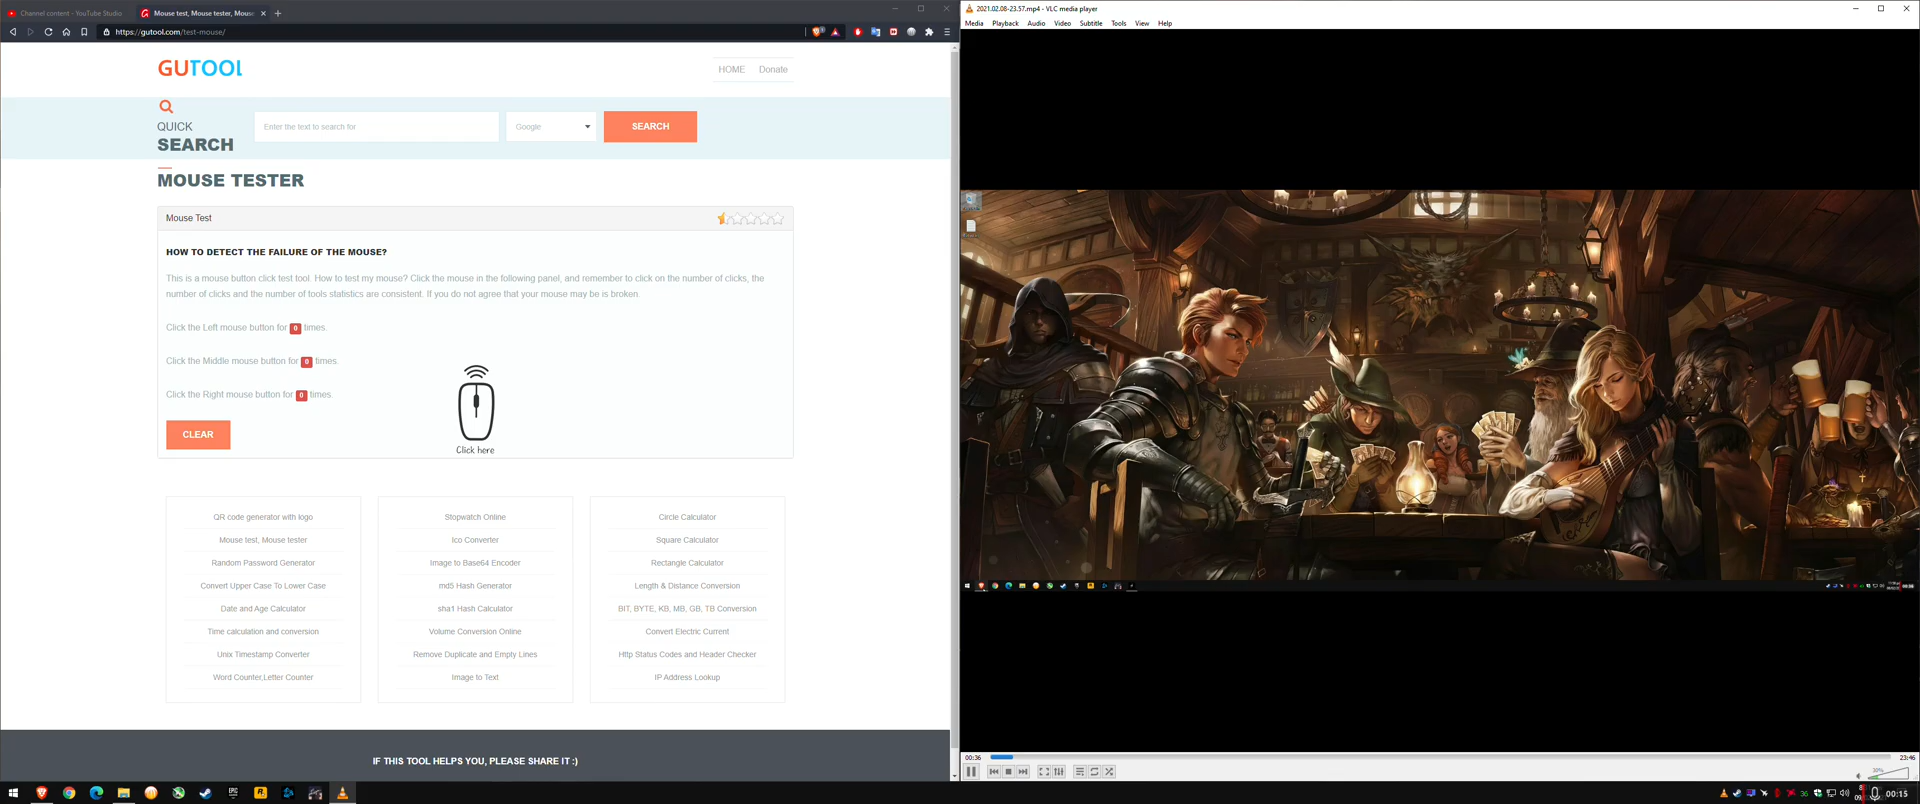 Channel content - YouTube Studio
Mouse test, Mouse tester, Mous
https://gutool.com/test-mouse/
GUTOOl
HOME
Donate
QUICK
SEARCH
Enter the text to search for
Google
SEARCH
MOUSE TESTER
Mouse Test
HOW TO DETECT THE FAILURE OF THE MOUSE?
This is a mouse button click test tool. How to test my mouse? Click the mouse in the following panel, and remember to click on the number of clicks, the
number of clicks and the number of tools statistics are consistent. If you do not agree that your mouse may be is broken.
Click the Left mouse button for 0 times.
Click the Middle mouse button for 0 times.
Click the Right mouse button for 0 times.
CLEAR
Click here
QR code generator with logo
Mouse test, Mouse tester
Random Password Generator
Convert Upper Case To Lower Case
Date and Age Calculator
Time calculation and conversion
Unix Timestamp Converter
Word Counter,Letter Counter
Stopwatch Online
Ico Converter
Image to Base64 Encoder
md5 Hash Generator
sha1 Hash Calculator
Volume Conversion Online
Remove Duplicate and Empty Lines
Image to Text
Circle Calculator
Square Calculator
Rectangle Calculator
Length & Distance Conversion
BIT, BYTE, KB, MB, GB, TB Conversion
Convert Electric Current
Http Status Codes and Header Checker
IP Address Lookup
IF THIS TOOL HELPS YOU, PLEASE SHARE IT :)
2021.02.08-23.57.mp4 - VLC media player
Media Playback Audio Video Subtitle Tools View Help
00:36
23:46
30%
EPIC
36
00:15